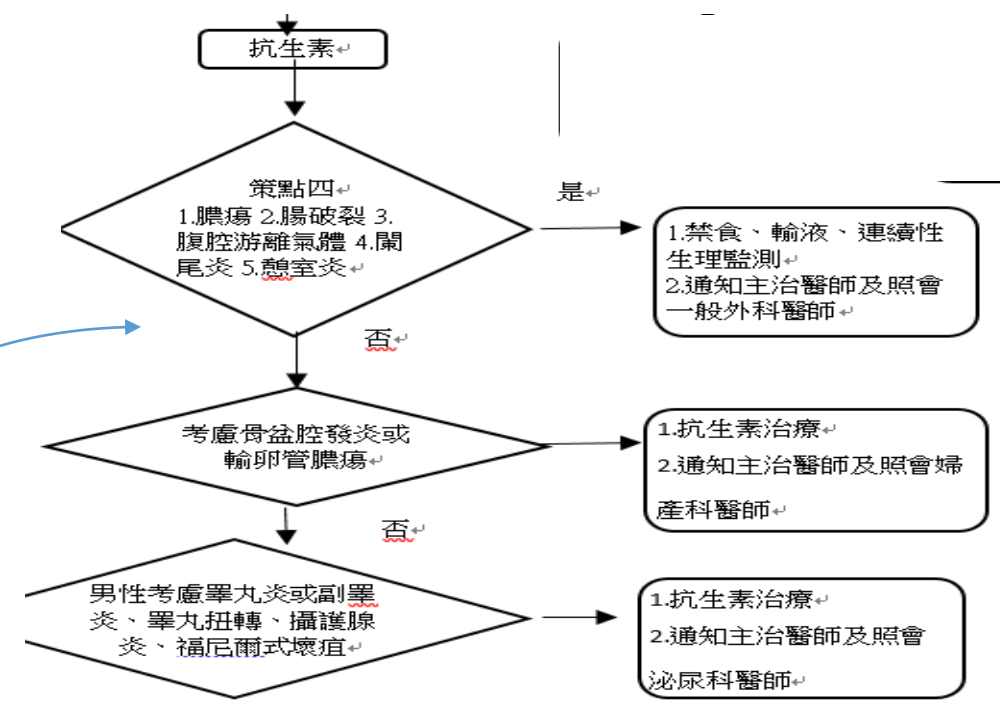 抗生素
策點四
1.膿瘍 2.腸破裂 3.
腹腔游離氣體 4.闌
尾炎 5.憩室炎
是
1.禁食、輸液、連續性
生理監測
2.通知主治醫師及照會
一般外科醫師
否
考慮骨盆腔發炎或
輸卵管膿瘍
1.抗生素治療
2.通知主治醫師及照會婦
產科醫師
否
男性考慮睪丸炎或副睪
炎、睪丸扭轉、攝護腺
炎、福尼爾式壞疽
1.抗生素治療
2.通知主治醫師及照會
泌尿科醫師